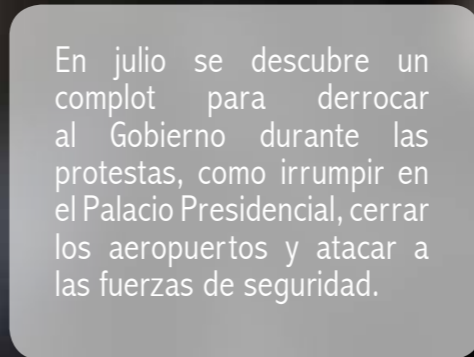 En julio se descubre un
complot para derrocar
al Gobierno durante las
protestas, como irrumpir en
el Palacio Presidencial, cerrar
los aeropuertos y atacar a
las fuerzas de seguridad.